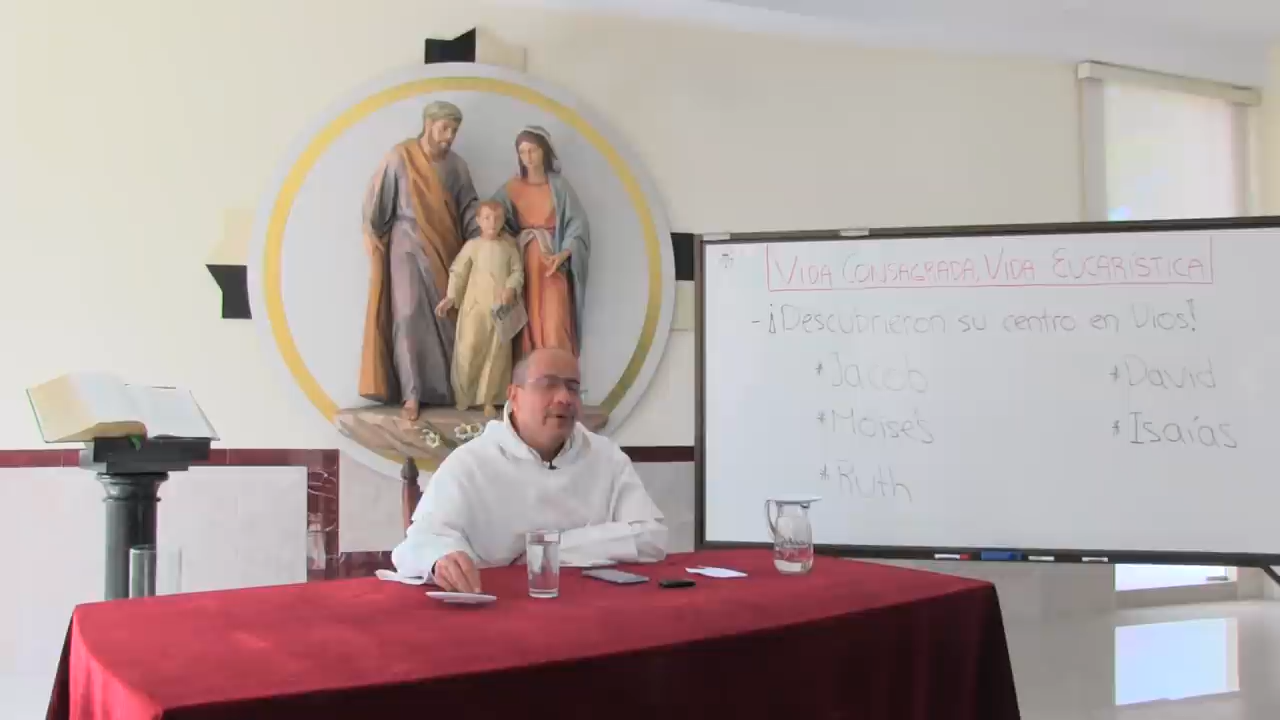 VIDA CONSAGRADA, VIDA EUCARÍSTICA
-¡Descubrieron su centro en Dios!
*Jacob *David
*Moisés *Isaías
*Ruth